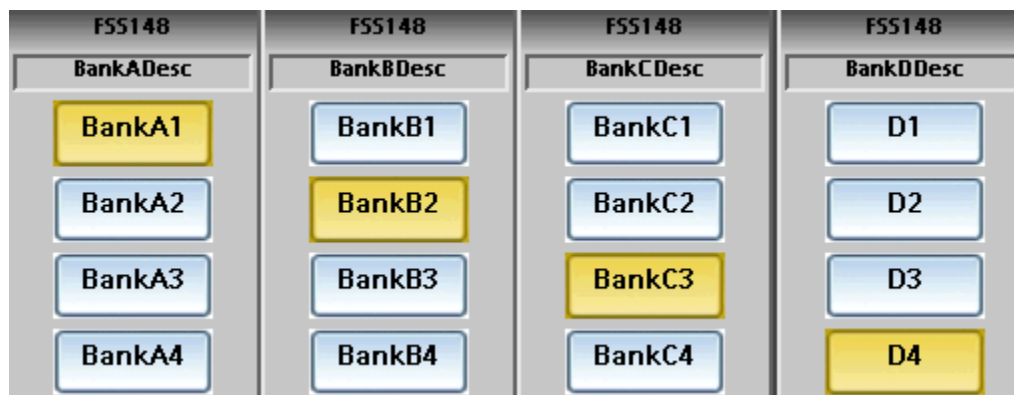 FSS148 FSS148 FSS148 FSS148
BankADesc BankBDesc BankCDesc BankDDesc
BankA1 BankB1 BankC1 D1
BankA2 BankB2 BankC2 D2
BankA3 BankB3 BankC3 D3
BankA4 BankB4 BankC4 D4